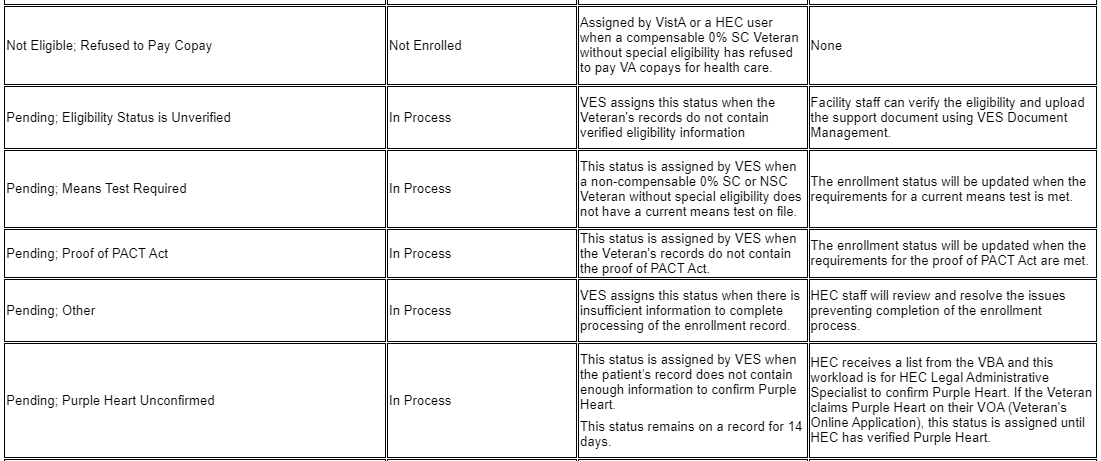 Not Eligible; Refused to Pay Copay
Not Enrolled
Assigned by VistA or a HEC user
when a compensable 0% SC Veteran
without special eligibility has refused
to pay VA copays for health care.
None
Pending; Eligibility Status is Unverified
In Process
VES assigns this status when the
Veteran's records do not contain
verified eligibility information
Facility staff can verify the eligibility and upload
the support document using VES Document
Management.
Pending; Means Test Required
In Process
This status is assigned by VES when
a non-compensable 0% SC or NSC
Veteran without special eligibility does
not have a current means test on file.
The enrollment status will be updated when the
requirements for a current means test is met.
Pending; Proof of PACT Act
In Process
This status is assigned by VES when
the Veteran's records do not contain
the proof of PACT Act.
The enrollment status will be updated when the
requirements for the proof of PACT Act are met.
Pending; Other
In Process
VES assigns this status when there is
insufficient information to complete
processing of the enrollment record.
HEC staff will review and resolve the issues
preventing completion of the enrollment
process.
Pending; Purple Heart Unconfirmed
In Process
This status is assigned by VES when
the patient's record does not contain
enough information to confirm Purple
Heart.
This status remains on a record for 14
days.
HEC receives a list from the VBA and this
workload is for HEC Legal Administrative
Specialist to confirm Purple Heart. If the Veteran
claims Purple Heart on their VOA (Veteran's
Online Application), this status is assigned until
HEC has verified Purple Heart.